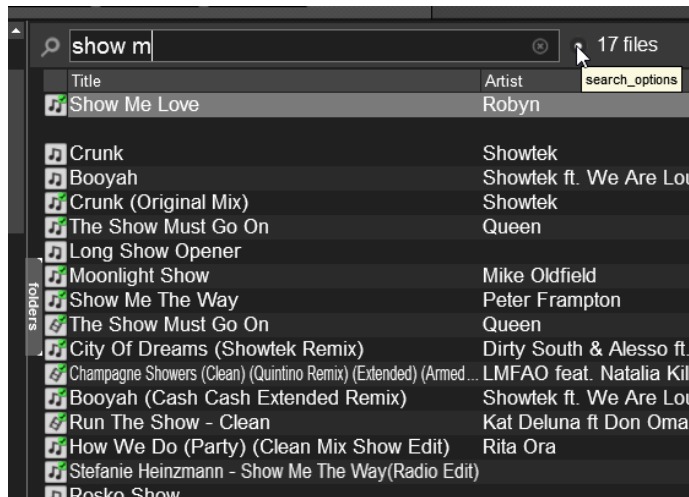 show m
17 files
search_options
Title Artist
Show Me Love Robyn
Crunk Showtek
Booyah Showtek ft. We Are Lou
Crunk (Original Mix) Showtek
The Show Must Go On Queen
Long Show Opener
Moonlight Show Mike Oldfield
folders
Show Me The Way Peter Frampton
The Show Must Go On Queen
City Of Dreams (Showtek Remix) Dirty South & Alesso ft.
Champagne Showers (Clean) (Quintino Remix) (Extended) (Armed ... LMFAO feat. Natalia Kil
Booyah (Cash Cash Extended Remix) Showtek ft. We Are Lou
Run The Show - Clean Kat Deluna ft Don Oma
How We Do (Party) (Clean Mix Show Edit) Rita Ora
Stefanie Heinzmann - Show Me The Way(Radio Edit)
Rosko Show